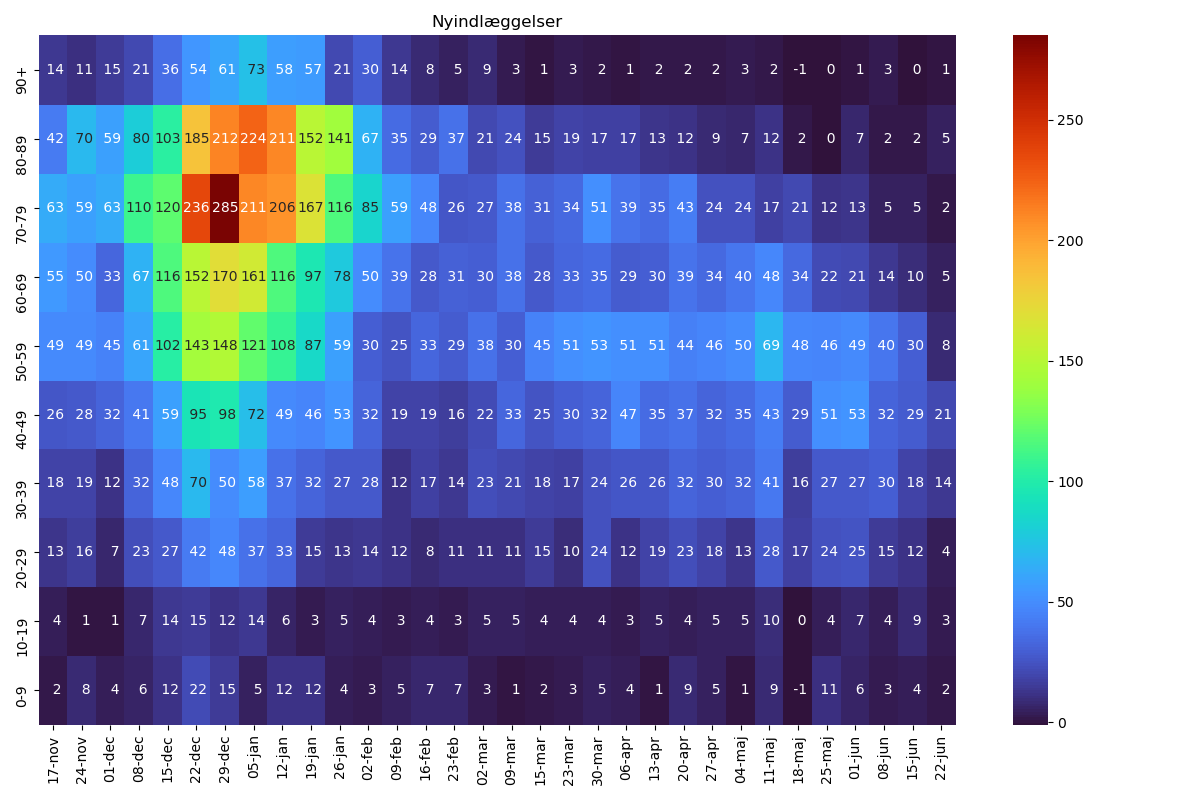 Nyindlæggelser
90+ 14 11 15 21 36 54 61 73 58 57 21 30 14 8 5 9 3 1 3 2 1 2 2 2 3 2 -1 0 1 3 0 1
80-89 42 70 59 80 103 185 212 224 211 152 141 67 35 29 37 21 24 15 19 17 17 13 12 9 7 12 2 0 7 2 2 5
70-79 63 59 63 110 120 236 285 211 206 167 116 85 59 48 26 27 38 31 34 51 39 35 43 24 24 17 21 12 13 5 5 2
60-69 55 50 33 67 116 152 170 161 116 97 78 50 39 28 31 30 38 28 33 35 29 30 39 34 40 48 34 22 21 14 10 5
50-59 49 49 45 61 102 143 148 121 108 87 59 30 25 33 29 38 30 45 51 53 51 51 44 46 50 69 48 46 49 40 30 8
40-49 26 28 32 41 59 95 98 72 49 46 53 32 19 19 16 22 33 25 30 32 47 35 37 32 35 43 29 51 53 32 29 21
30-39 18 19 12 32 48 70 50 58 37 32 27 28 12 17 14 23 21 18 17 24 26 26 32 30 32 41 16 27 27 30 18 14
20-29 13 16 7 23 27 42 48 37 33 15 13 14 12 8 11 11 11 15 10 24 12 19 23 18 13 28 17 24 25 15 12 4
10-19 4 1 1 7 14 15 12 14 6 3 5 4 3 4 3 5 5 4 4 4 3 5 4 5 5 10 0 4 7 4 9 3
0-9 2 8 4 6 12 22 15 5 12 12 4 3 5 7 7 3 1 2 3 5 4 1 9 5 1 9 -1 11 6 3 4 2
17-nov 24-nov 01-dec 08-dec 15-dec 22-dec 29-dec 05-jan 12-jan 19-jan 26-jan 02-feb 09-feb 16-feb 23-feb 02-mar 09-mar 15-mar 23-mar 30-mar 06-apr 13-apr 20-apr 27-apr 04-maj 11-maj 18-maj 25-maj 01-jun 08-jun 15-jun 22-jun
250
200
150
100
50
0